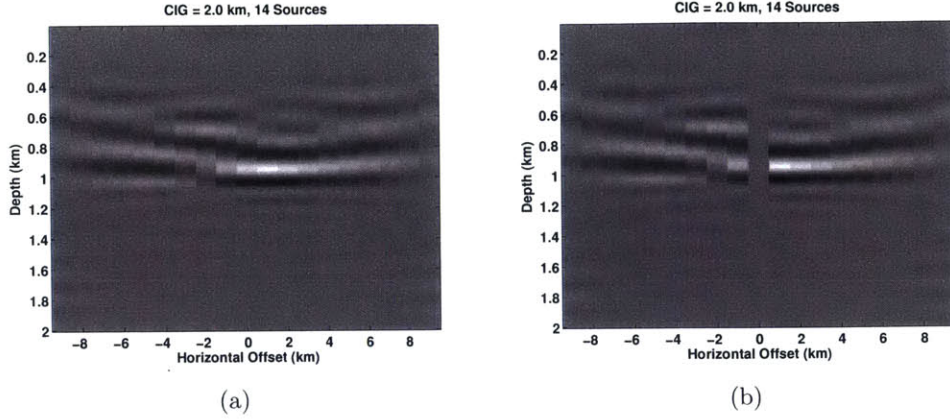 CIG = 2.0 km, 14 Sources
Depth (km)
0.2
0.4
0.6
0.8
1
1.2
1.4
1.6
1.8
2
−8 −6 −4 −2 0 2 4 6 8
Horizontal Offset (km)
(a)
CIG = 2.0 km, 14 Sources
Depth (km)
0.2
0.4
0.6
0.8
1
1.2
1.4
1.6
1.8
2
−8 −6 −4 −2 0 2 4 6 8
Horizontal Offset (km)
(b)